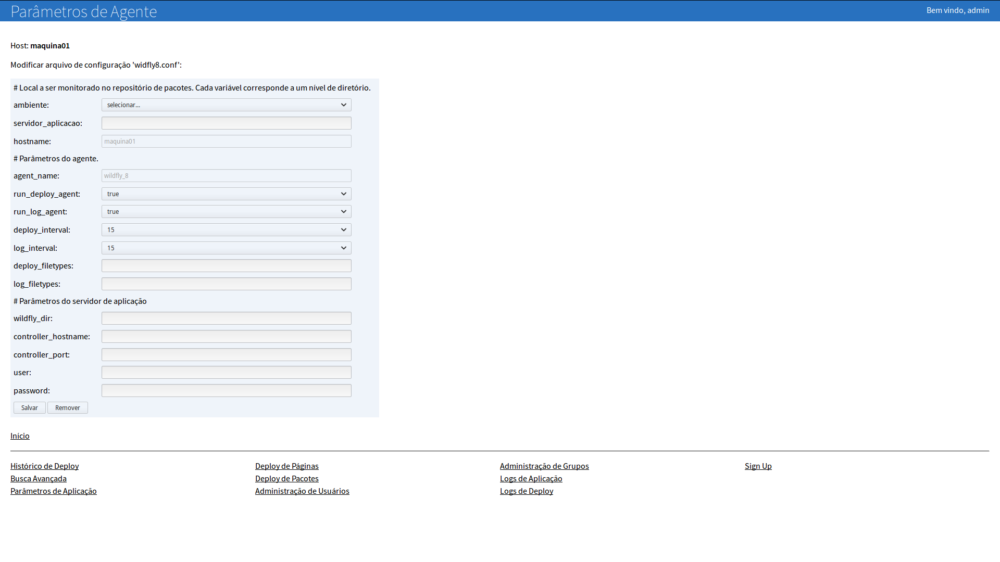 Parâmetros de Agente
Bem vindo, admin
Host: maquina01
Modificar arquivo de configuração 'widfly8.conf':
# Local a ser monitorado no repositório de pacotes. Cada variável corresponde a um nível de diretório.
ambiente: selecionar...
servidor_aplicacao:
hostname: maquina01
# Parâmetros do agente.
agent_name: wildfly_8
run_deploy_agent: true
run_log_agent: true
deploy_interval: 15
log_interval: 15
deploy_filetypes:
log_filetypes:
# Parâmetros do servidor de aplicação
wildfly_dir:
controller_hostname:
controller_port:
user:
password:
Salvar Remover
Início
Histórico de Deploy
Busca Avançada
Parâmetros de Aplicação
Deploy de Páginas
Deploy de Pacotes
Administração de Usuários
Administração de Grupos
Logs de Aplicação
Logs de Deploy
Sign Up